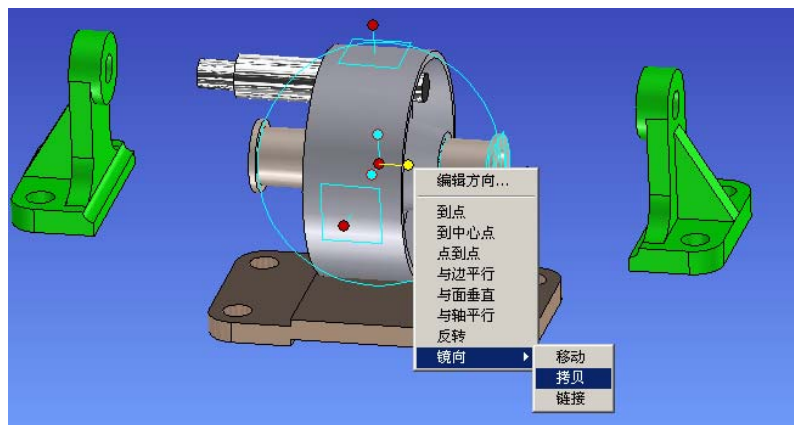 编辑方向...
到点
到中心点
点到点
与边平行
与面垂直
与轴平行
反转
镜向
移动
拷贝
链接